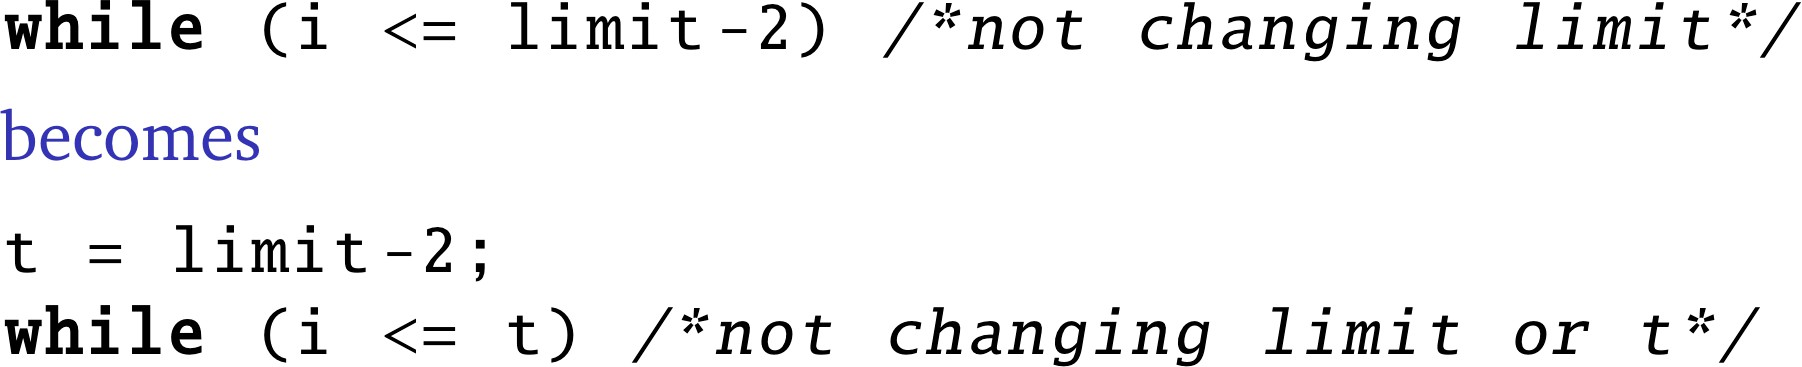 while (i <= limit-2) /*not changing limit*/
becomes
t = limit-2;
while (i <= t) /*not changing limit or t*/